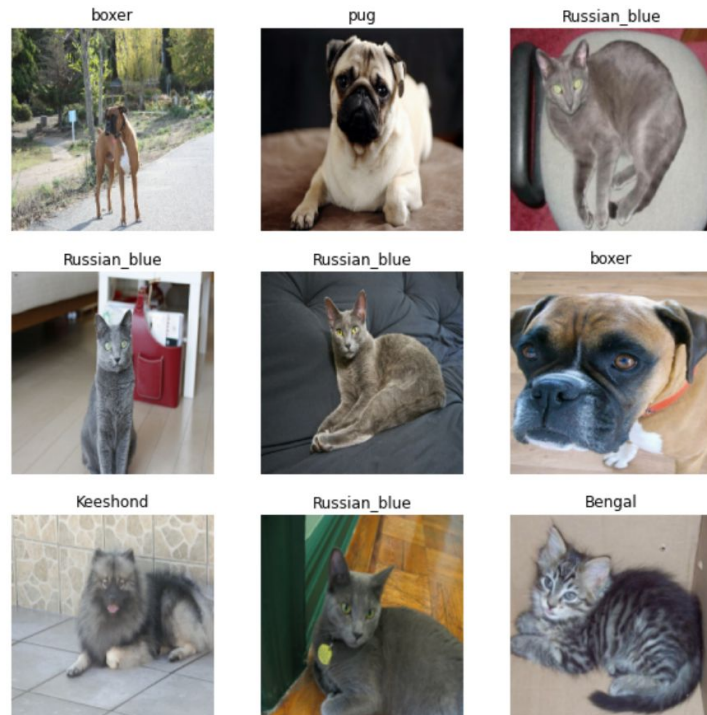 boxer
pug
Russian_blue
Russian_blue
Russian_blue
boxer
Keeshond
Russian_blue
Bengal